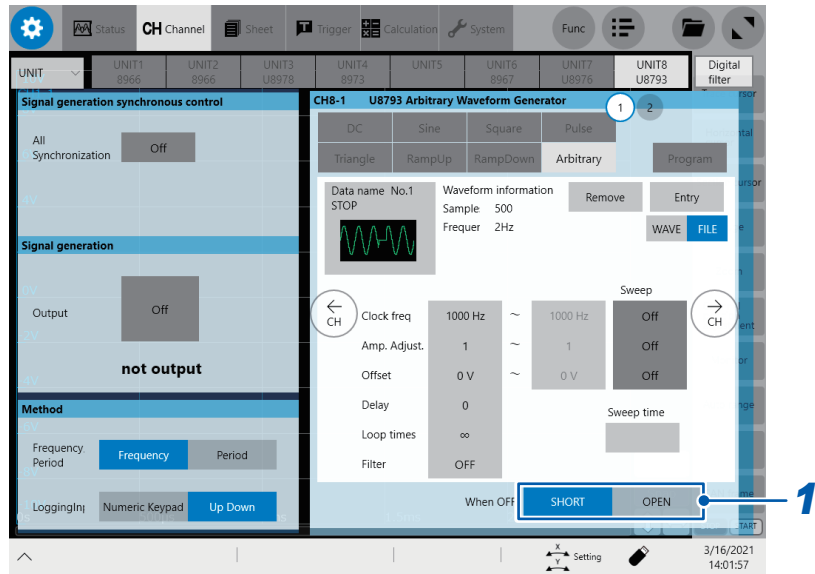 Status CH Channel Sheet Trigger Calculation System Func
UNIT UNIT1 UNIT2 UNIT3 UNIT4 UNIT5 UNIT6 UNIT7 UNIT8 Digital
8966 8966 U8978 8973 8967 U8976 U8793 filter
Signal generation synchronous control
All
Synchronization Off
Signal generation
Output Off
not output
Method
Frequency
Period Frequency Period
LoggingInp Numeric Keypad Up Down
CH8-1 U8793 Arbitrary Waveform Generator 1 2
DC Sine Square Pulse
Triangle RampUp RampDown Arbitrary Program
Data name No.1 Waveform information Remove Entry
STOP Sample 500
Frequer 2Hz WAVE FILE
Sweep
CH CH
Clock freq 1000 Hz ~ 1000 Hz Off
Amp. Adjust. 1 ~ 1 Off
Offset 0 V ~ 0 V Off
Delay 0 Sweep time
Loop times ∞
Filter OFF
When OFF SHORT OPEN 1
X
Y Setting
3/16/2021
14:01:57